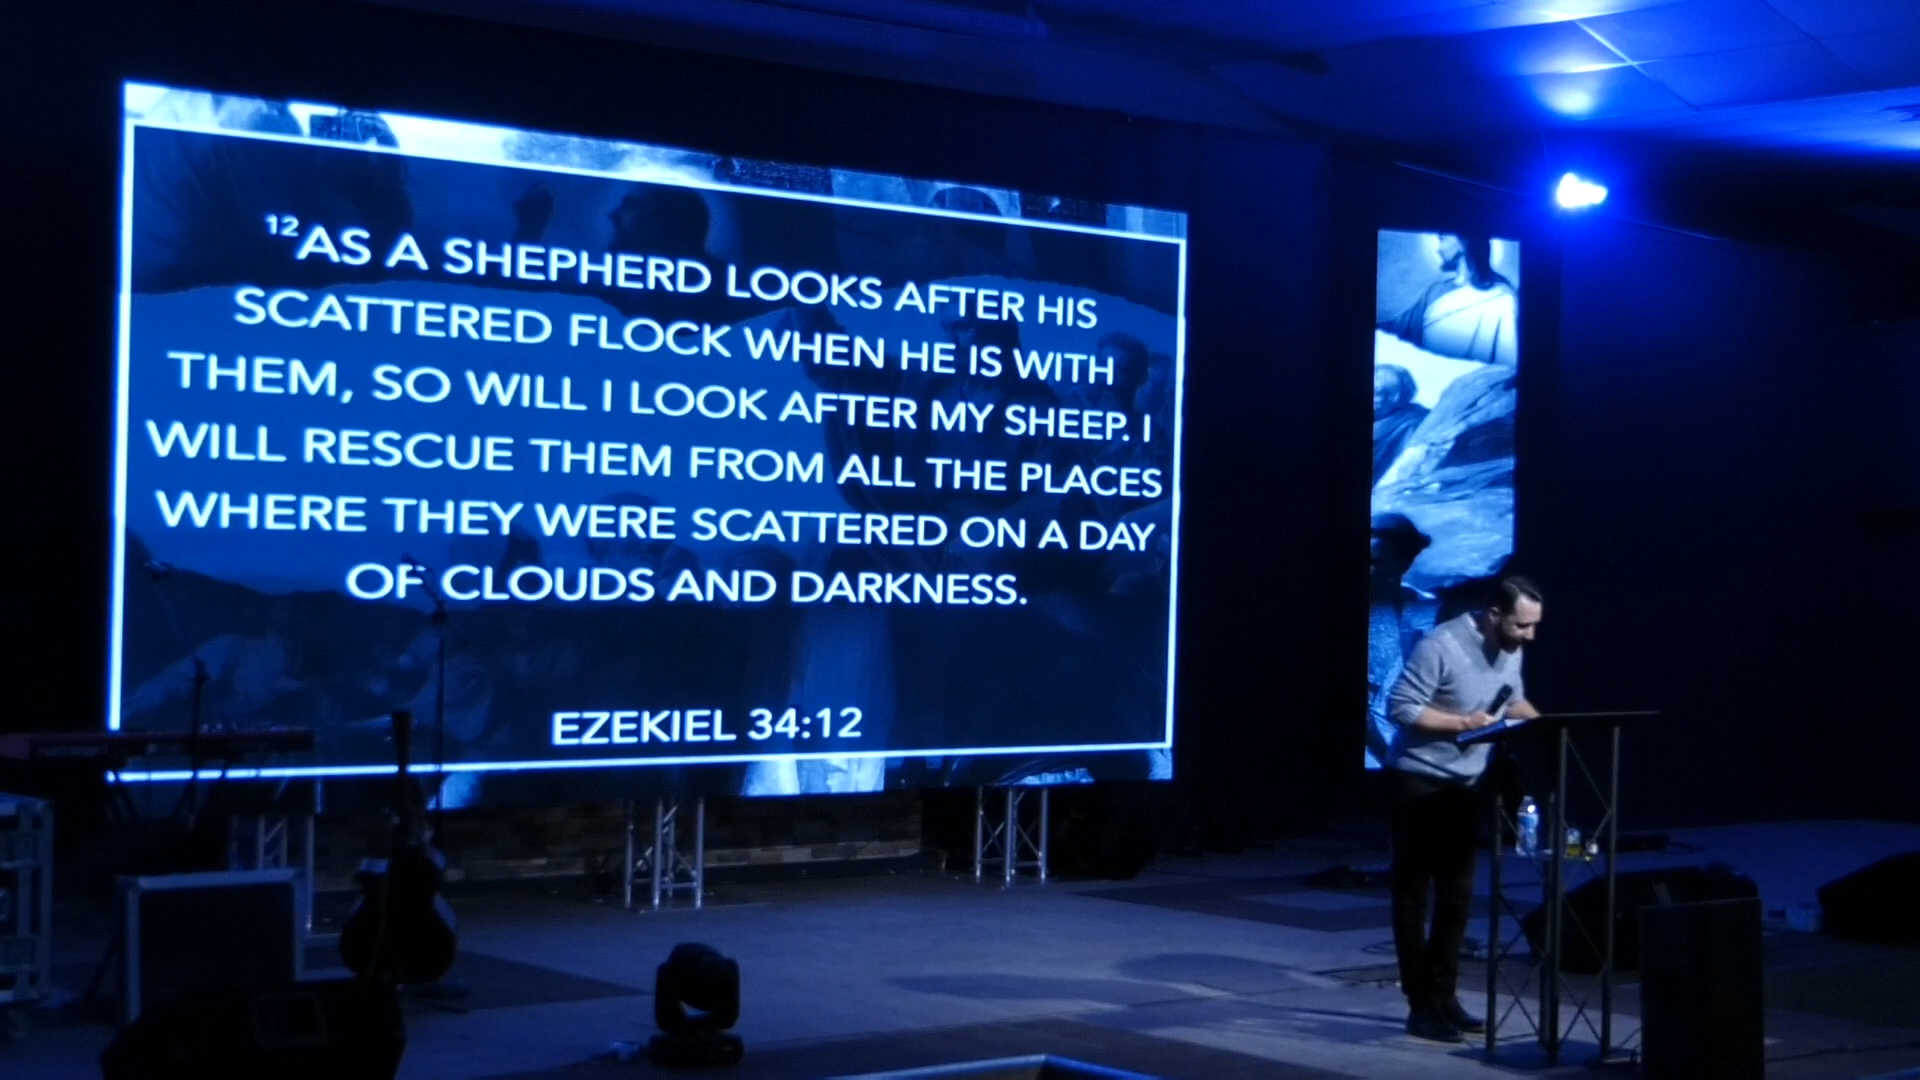 ¹²AS A SHEPHERD LOOKS AFTER HIS
SCATTERED FLOCK WHEN HE IS WITH
THEM, SO WILL I LOOK AFTER MY SHEEP. I
WILL RESCUE THEM FROM ALL THE PLACES
WHERE THEY WERE SCATTERED ON A DAY
OF CLOUDS AND DARKNESS.
EZEKIEL 34:12